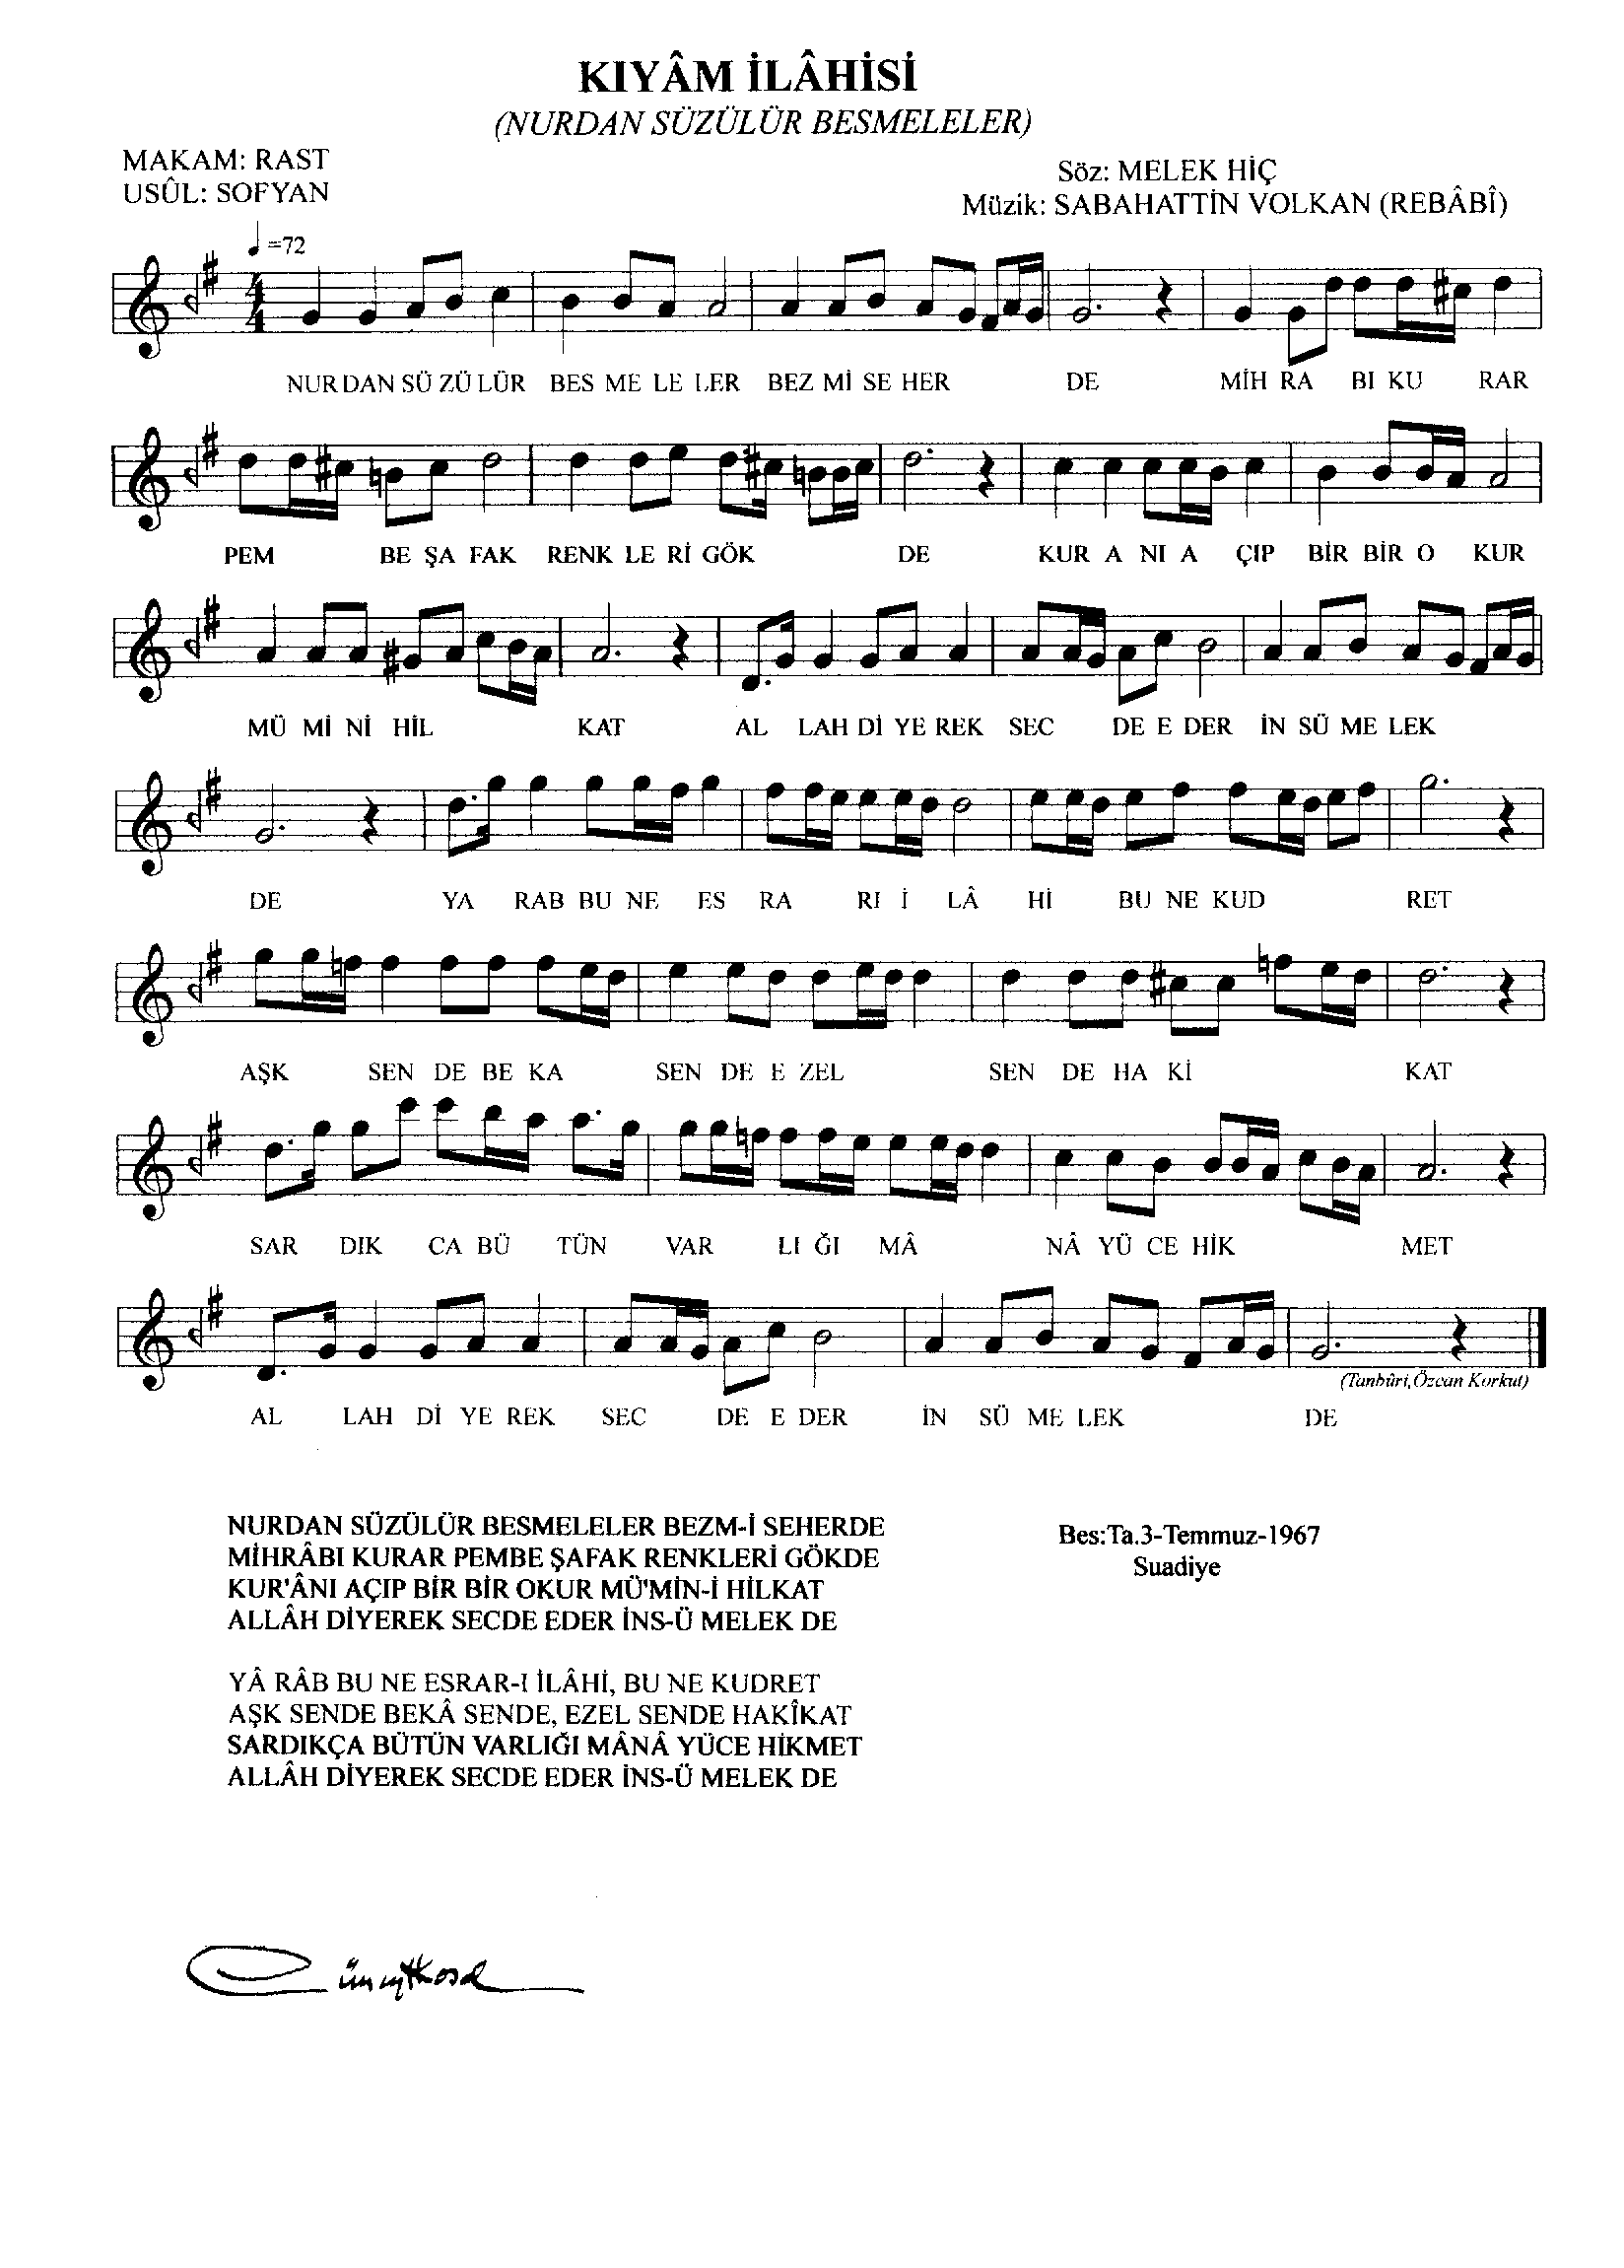 KIYÂM İLÂHİSİ
(NURDAN SÜZÜLÜR BESMELELER)
MAKAM: RAST
USÛL: SOFYAN
Söz: MELEK HİÇ
Müzik: SABAHATTİN VOLKAN (REBÂBÎ)
=72
4/4
NUR DAN SÜ ZÜ LÜR BES ME LE LER BEZ Mİ SE HER DE MİH RA BI KU RAR
PEM BE ŞA FAK RENK LE Rİ GÖK DE KUR A NI A ÇIP BİR BİR O KUR
MÜ Mİ Nİ HİL KAT AL LAH Dİ YE REK SEC DE E DER İN SÜ ME LEK
DE YA RAB BU NE ES RA RI İ LÂ HI BU NE KUD RET
AŞK SEN DE BE KA SEN DE E ZEL SEN DE HA Kİ KAT
SAR DIK CA BÜ TÜN VAR LI ĞI MÂ NÂ YÜ CE HİK MET
(Tanbûri,Özcan Korkut)
AL LAH Dİ YE REK SEC DE E DER İN SÜ ME LEK DE
NURDAN SÜZÜLÜR BESMELELER BEZM-İ SEHERDE
MİHRÂBI KURAR PEMBE ŞAFAK RENKLERİ GÖKDE
KUR'ÂNI AÇIP BİR BİR OKUR MÜ'MİN-İ HİLKAT
ALLÂH DİYEREK SECDE EDER İNS-Ü MELEK DE
Bes:Ta.3-Temmuz-1967
Suadiye
YÂ RÂB BU NE ESRAR-I İLÂHİ, BU NE KUDRET
AŞK SENDE BEKÂ SENDE, EZEL SENDE HAKÎKAT
SARDIKÇA BÜTÜN VARLIĞI MÂNÂ YÜCE HİKMET
ALLÂH DİYEREK SECDE EDER İNS-Ü MELEK DE